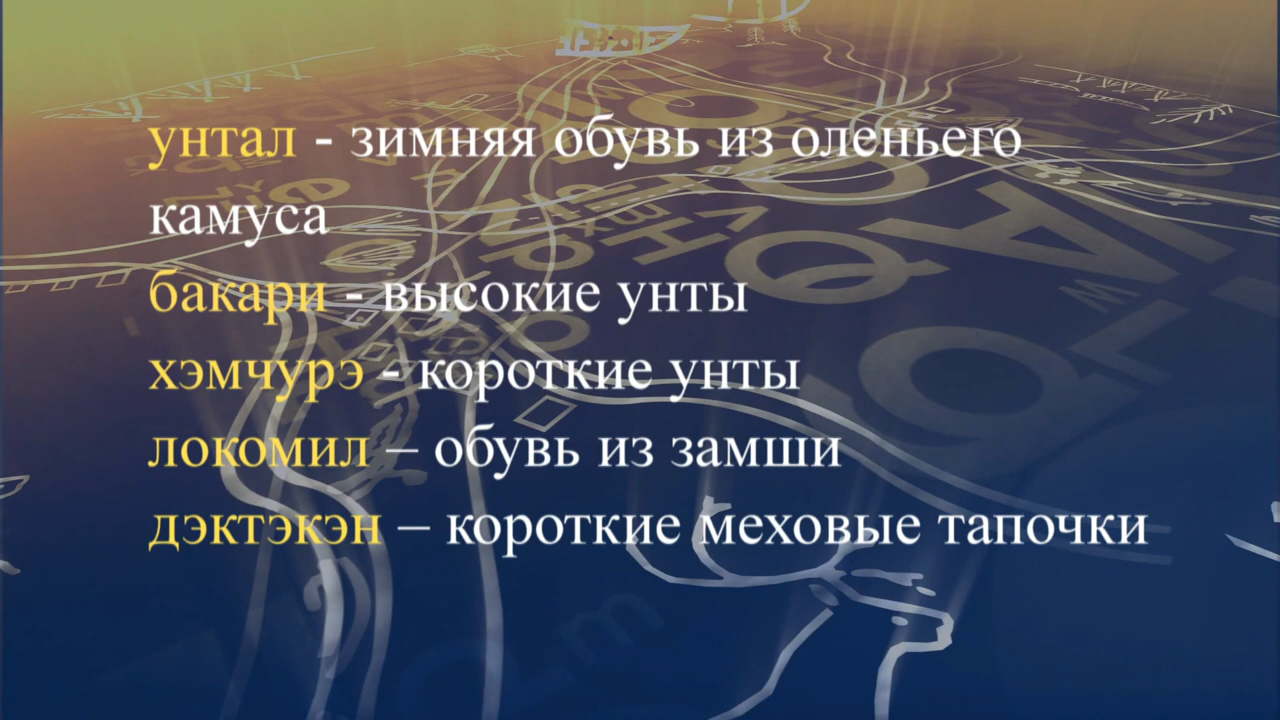 унтал - зимняя обувь из оленьего
камуса
бакари - высокие унты
хэмчурэ - короткие унты
локомил – обувь из замши
дэктэкэн – короткие меховые тапочки